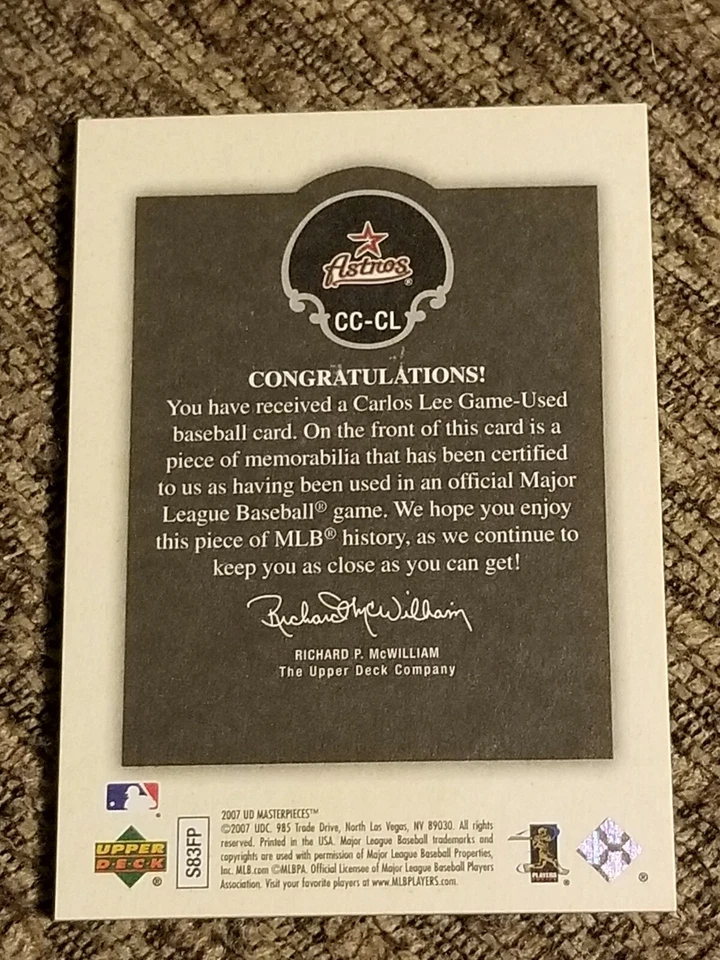 Astros®
CC-CL
CONGRATULATIONS!
You have received a Carlos Lee Game-Used
baseball card. On the front of this card is a
piece of memorabilia that has been certified
to us as having been used in an official Major
League Baseball® game. We hope you enjoy
this piece of MLB® history, as we continue to
keep you as close as you can get!
Richard P McWilliam
RICHARD P. McWILLIAM
The Upper Deck Company
2007 UD MASTERPIECES™
©2007 UDC. 985 Trade Drive, North Las Vegas, NV 89030. All rights
reserved. Printed in the USA. Major League Baseball trademarks and
copyrights are used with permission of Major League Baseball Properties,
Inc. MLB.com ©MLBPA. Official Licensee of Major League Baseball Players
Association. Visit your favorite players at www.MLBPLAYERS.com.
UPPER
DECK ®
S83FP
PLAYERS
®
®